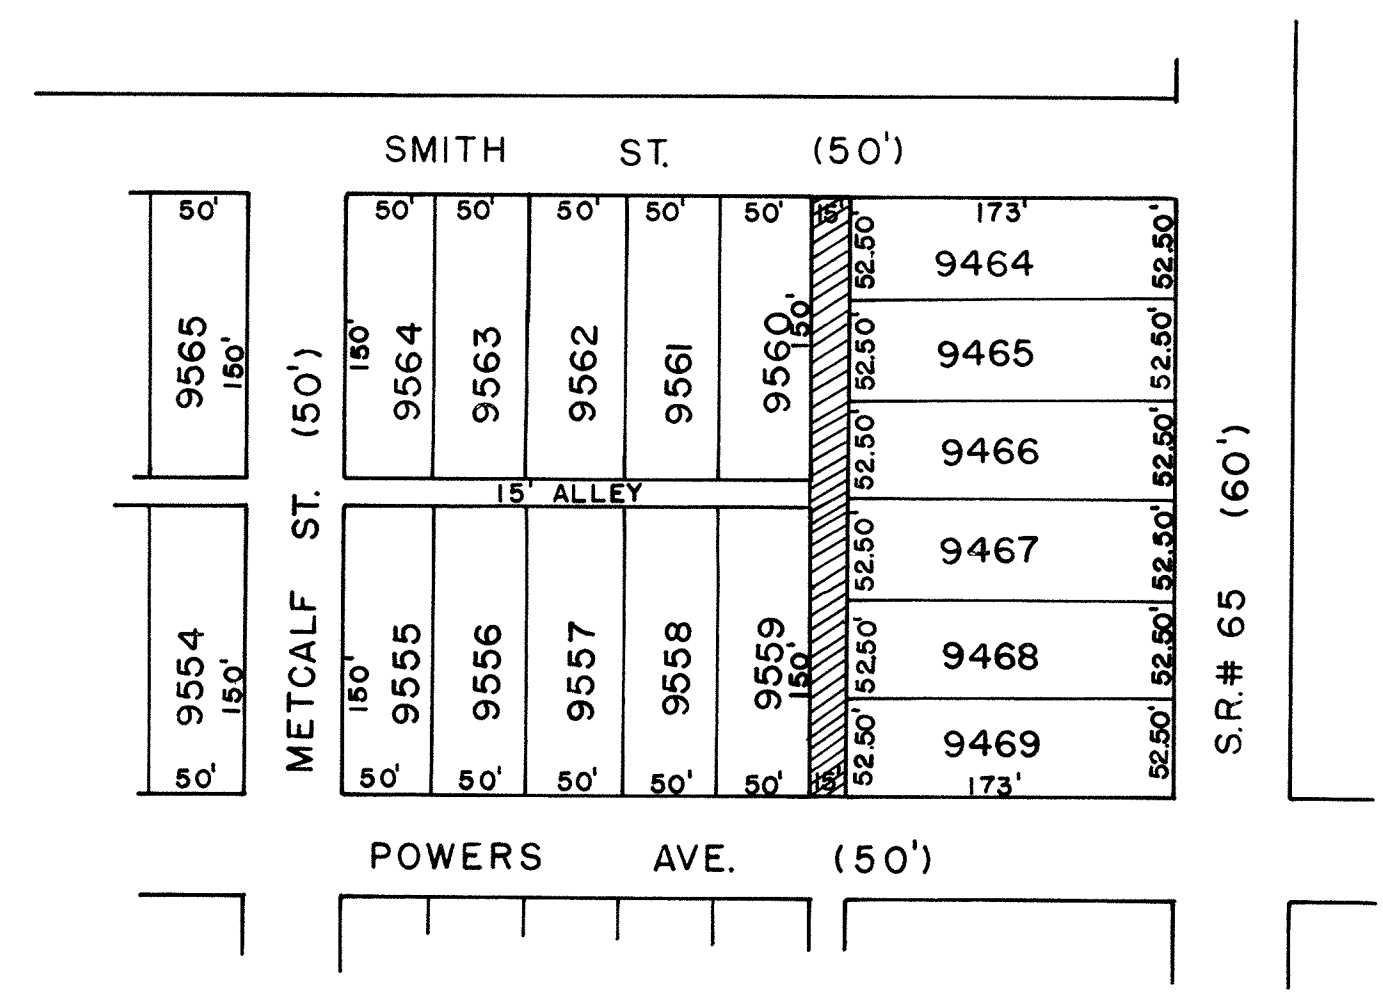 SMITH ST. (50')
50' 50' 50' 50' 50' 50' 15' 173'
9565 150'
150' 9564
9563
9562
9561
9560 150'
52.50' 9464 52.50'
52.50' 9465 52.50'
52.50' 9466 52.50'
52.50' 9467 52.50'
52.50' 9468 52.50'
52.50' 9469 52.50'
METCALF ST. (50')
15' ALLEY
S.R.# 65 (60')
9554 150'
150' 9555
9556
9557
9558
9559 150'
50' 50' 50' 50' 50' 50' 15' 173'
POWERS AVE. (50')